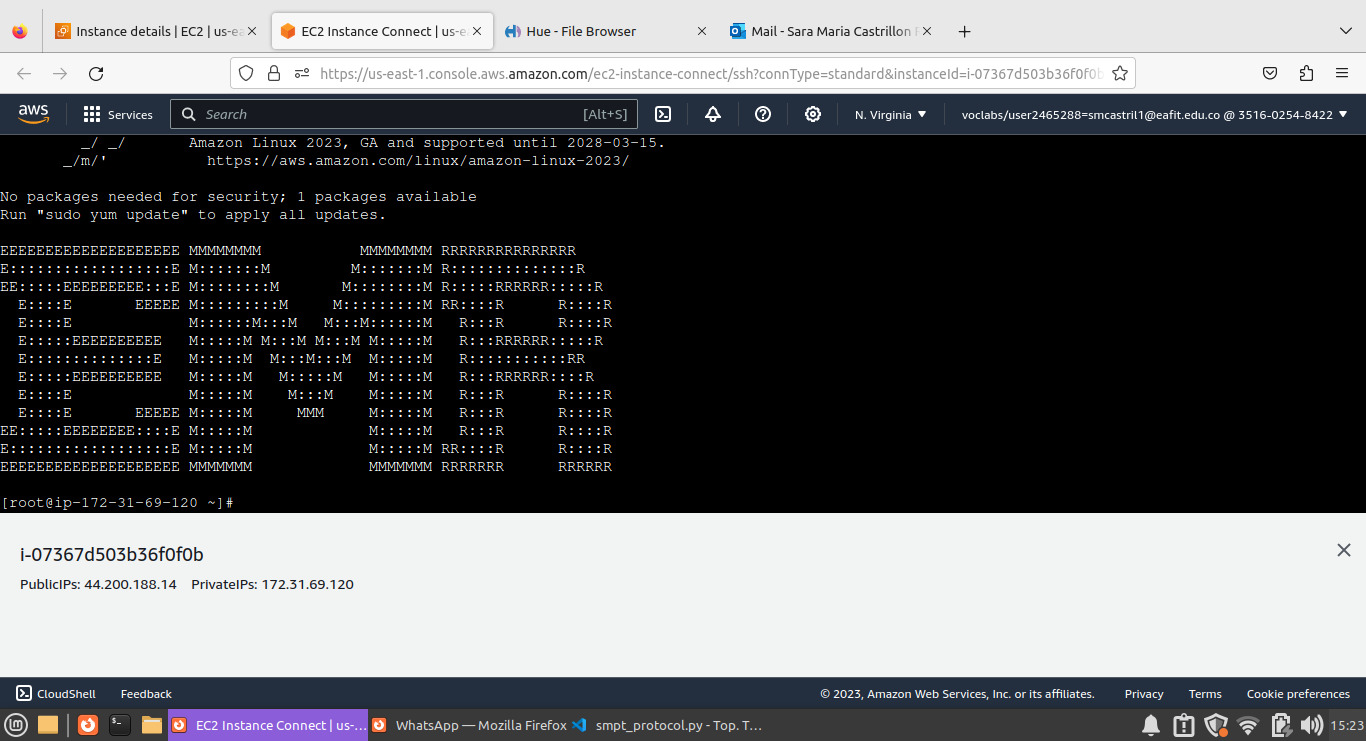 Instance details | EC2 | us-ea
EC2 Instance Connect | us-e
Hue - File Browser
Mail - Sara Maria Castrillon
https://us-east-1.console.aws.amazon.com/ec2-instance-connect/ssh?connType=standard&instanceId=i-07367d503b36f0f0b
aws
Services
Search
[Alt+S]
N. Virginia
voclabs/user2465288=smcastril1@eafit.edu.co @ 3516-0254-8422
_/ _/ Amazon Linux 2023, GA and supported until 2028-03-15.
_/m/' https://aws.amazon.com/linux/amazon-linux-2023/
No packages needed for security; 1 packages available
Run "sudo yum update" to apply all updates.
EEEEEEEEEEEEEEEEEEEE MMMMMMMM           MMMMMMMM RRRRRRRRRRRRRRR
E::::::::::::::::::E M:::::::M         M:::::::M R::::::::::::::R
EE:::::EEEEEEEEE:::E M::::::::M       M::::::::M R:::::RRRRRR:::::R
  E::::E       EEEEE M:::::::::M     M:::::::::M RR::::R      R::::R
  E::::E             M::::::M:::M   M:::M::::::M   R:::R      R::::R
  E:::::EEEEEEEEEE   M:::::M M:::M M:::M M:::::M   R:::RRRRRR:::::R
  E::::::::::::::E   M:::::M  M:::M:::M  M:::::M   R:::::::::::RR
  E:::::EEEEEEEEEE   M:::::M   M:::::M   M:::::M   R:::RRRRRR::::R
  E::::E             M:::::M    M:::M    M:::::M   R:::R      R::::R
  E::::E       EEEEE M:::::M     MMM     M:::::M   R:::R      R::::R
EE:::::EEEEEEEE::::E M:::::M             M:::::M   R:::R      R::::R
E::::::::::::::::::E M:::::M             M:::::M RR::::R      R::::R
EEEEEEEEEEEEEEEEEEEE MMMMMMM             MMMMMMM RRRRRRR      RRRRRR
[root@ip-172-31-69-120 ~]#
i-07367d503b36f0f0b
PublicIPs: 44.200.188.14 PrivateIPs: 172.31.69.120
CloudShell
Feedback
© 2023, Amazon Web Services, Inc. or its affiliates.
Privacy
Terms
Cookie preferences
EC2 Instance Connect | us-...
WhatsApp — Mozilla Firefox
smpt_protocol.py - Top. T...
15:23